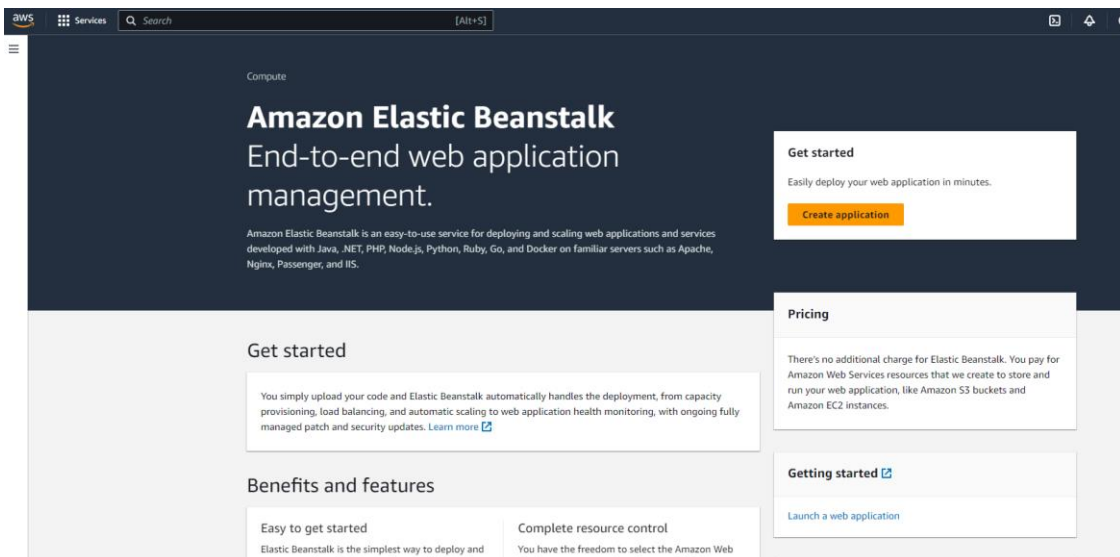 aws
Services
Search
[Alt+S]
Compute
Amazon Elastic Beanstalk
End-to-end web application
management.
Amazon Elastic Beanstalk is an easy-to-use service for deploying and scaling web applications and services
developed with Java, .NET, PHP, Node.js, Python, Ruby, Go, and Docker on familiar servers such as Apache,
Nginx, Passenger, and IIS.
Get started
Easily deploy your web application in minutes.
Create application
Pricing
There's no additional charge for Elastic Beanstalk. You pay for
Amazon Web Services resources that we create to store and
run your web application, like Amazon S3 buckets and
Amazon EC2 instances.
Get started
You simply upload your code and Elastic Beanstalk automatically handles the deployment, from capacity
provisioning, load balancing, and automatic scaling to web application health monitoring, with ongoing fully
managed patch and security updates. Learn more
Getting started
Launch a web application
Benefits and features
Easy to get started
Elastic Beanstalk is the simplest way to deploy and
Complete resource control
You have the freedom to select the Amazon Web